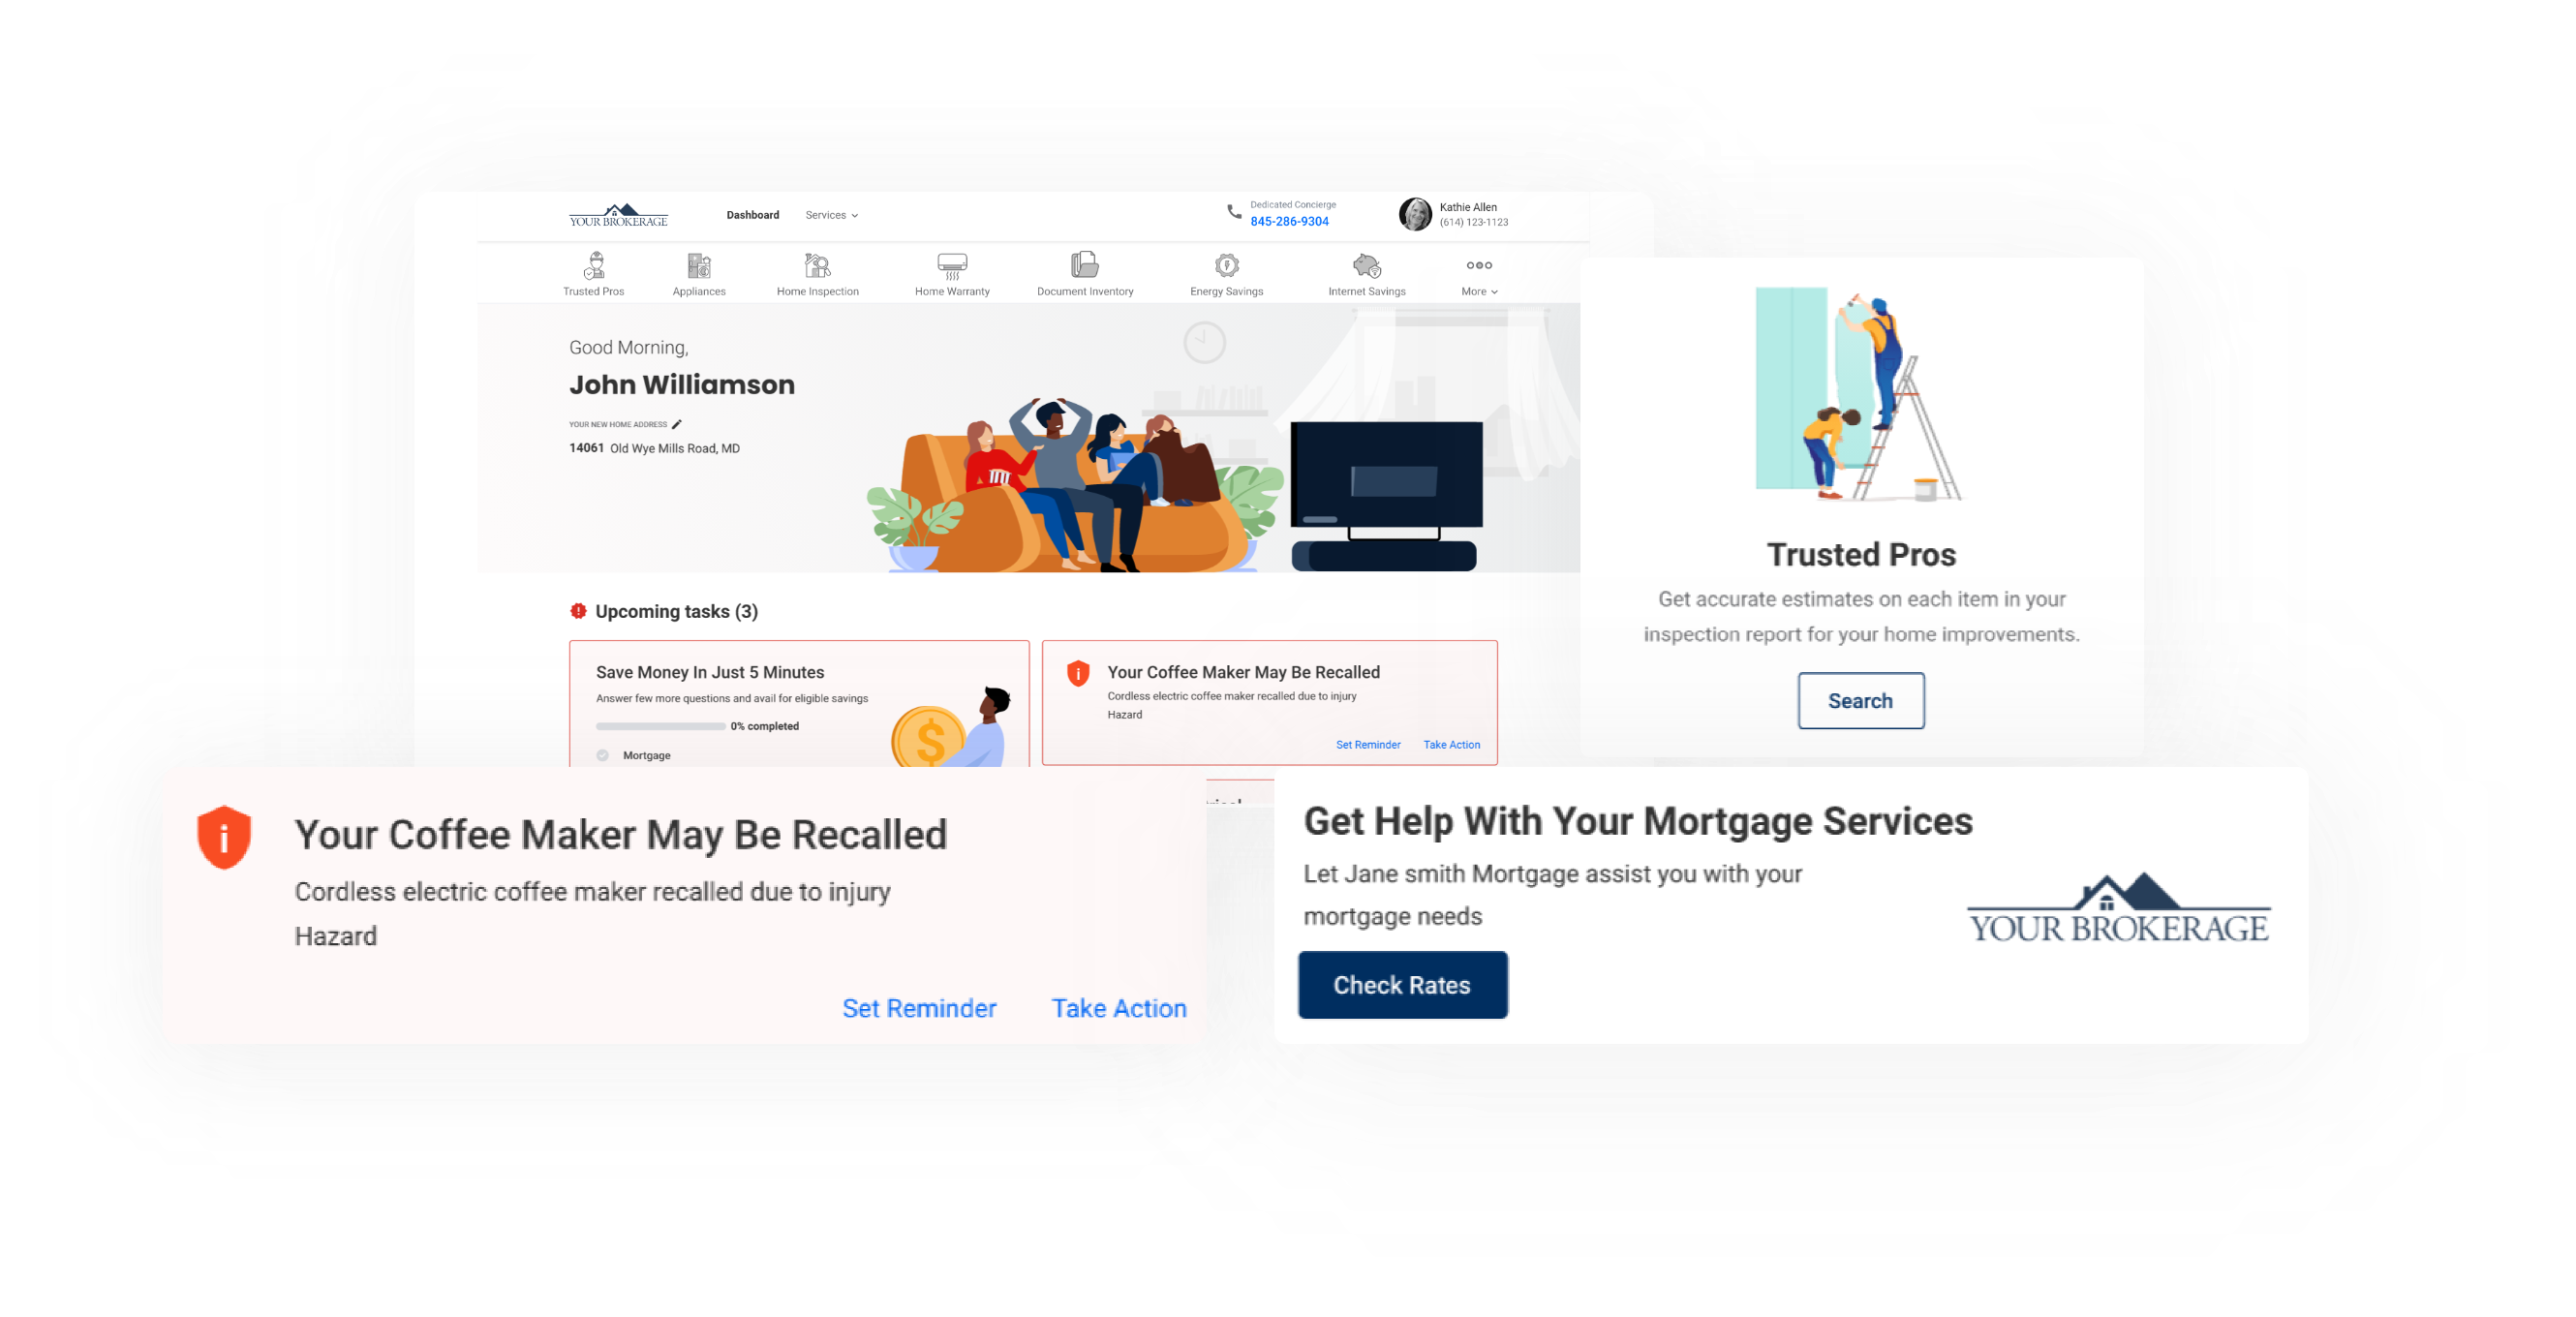 YOUR BROKERAGE
Dashboard
Services
Dedicated Concierge
845-286-9304
Kathie Allen
(614) 123-1123
Trusted Pros
Appliances
Home Inspection
Home Warranty
Document Inventory
Energy Savings
Internet Savings
More
Good Morning,
John Williamson
YOUR NEW HOME ADDRESS
14061 Old Wye Mills Road, MD
Upcoming tasks (3)
Save Money In Just 5 Minutes
Answer few more questions and avail for eligible savings
0% completed
Mortgage
$
Your Coffee Maker May Be Recalled
Cordless electric coffee maker recalled due to injury
Hazard
Set Reminder
Take Action
Trusted Pros
Get accurate estimates on each item in your
inspection report for your home improvements.
Search
Your Coffee Maker May Be Recalled
Cordless electric coffee maker recalled due to injury
Hazard
Set Reminder
Take Action
Get Help With Your Mortgage Services
Let Jane smith Mortgage assist you with your
mortgage needs
Check Rates
YOUR BROKERAGE